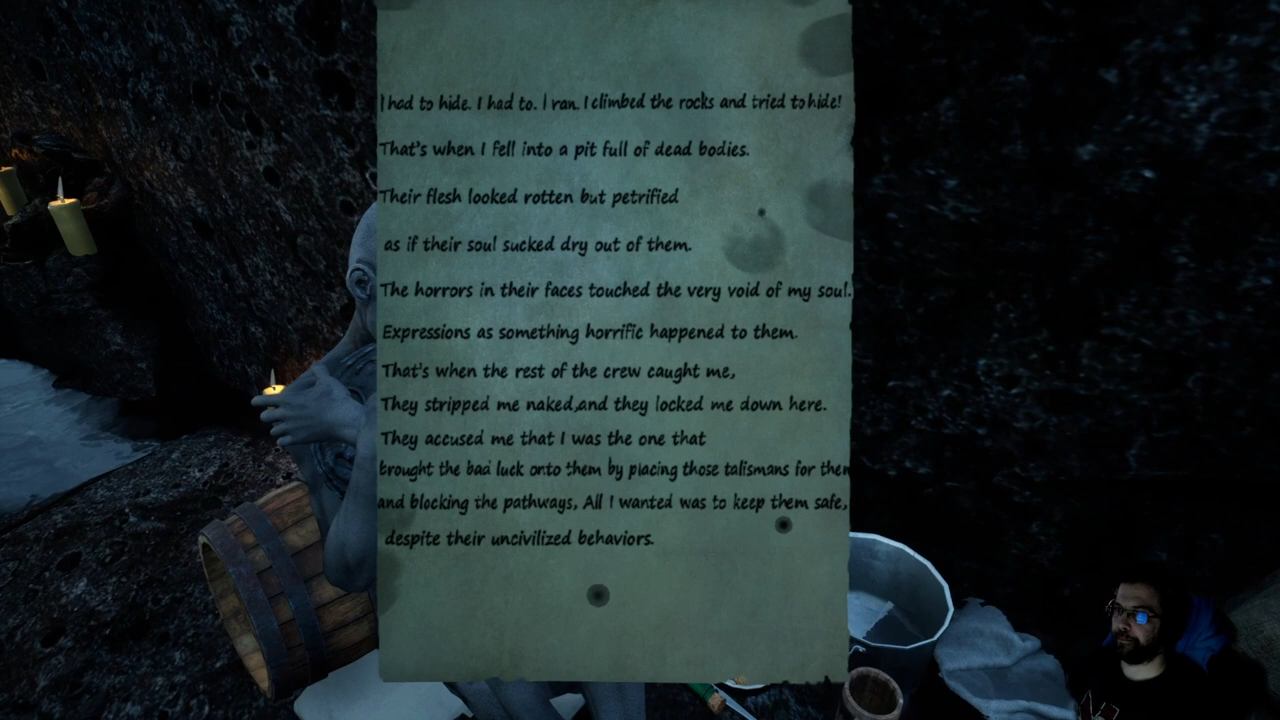 I had to hide. I had to. I ran. I climbed the rocks and tried to hide!
That's when I fell into a pit full of dead bodies.
Their flesh looked rotten but petrified
as if their soul sucked dry out of them.
The horrors in their faces touched the very void of my soul.
Expressions as something horrific happened to them.
That's when the rest of the crew caught me,
They stripped me naked,and they locked me down here.
They accused me that I was the one that
brought the bad luck onto them by placing those talismans for them
and blocking the pathways, All I wanted was to keep them safe,
despite their uncivilized behaviors.